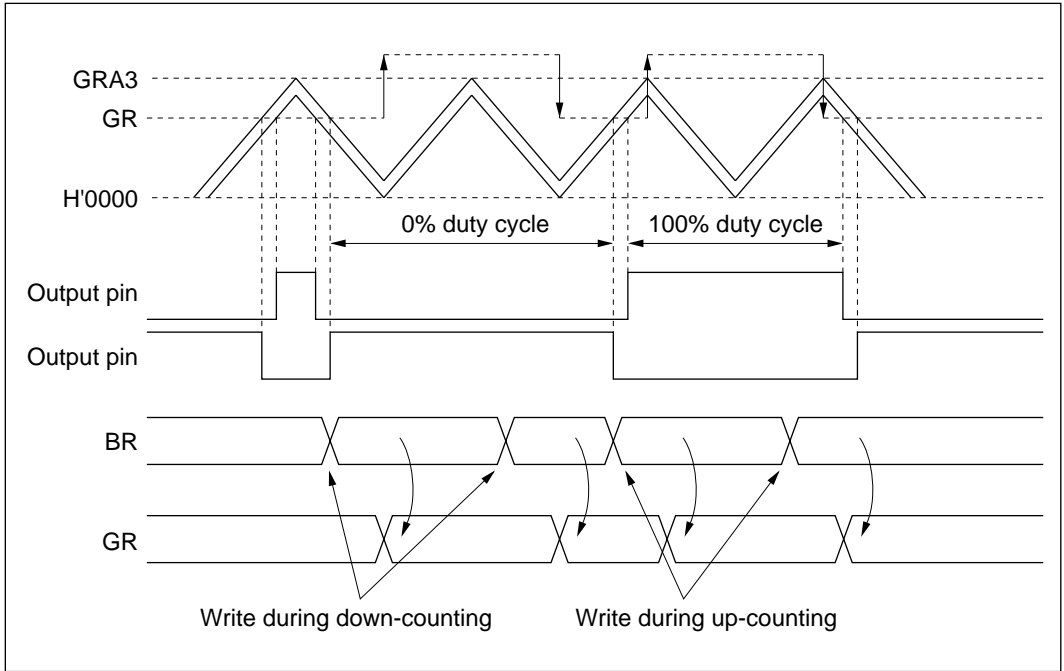 GRA3
GR
H'0000
0% duty cycle
100% duty cycle
Output pin
Output pin
BR
GR
Write during down-counting
Write during up-counting